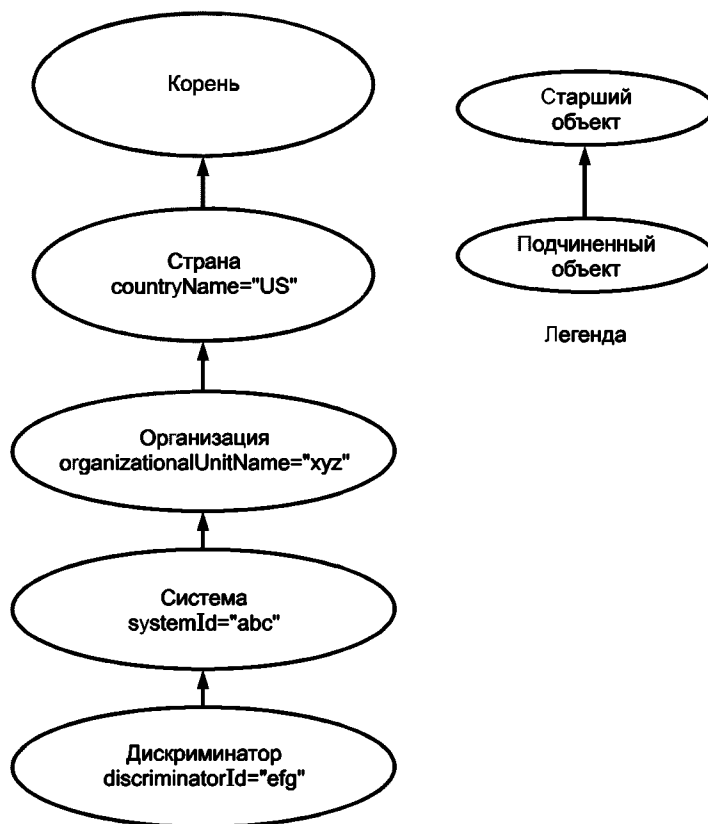 Корень
Страна
countryName="US"
Организация
organizationalUnitName="xyz"
Система
systemId="abc"
Дискриминатор
discriminatorId="efg"
Старший
объект
Подчиненный
объект
Легенда